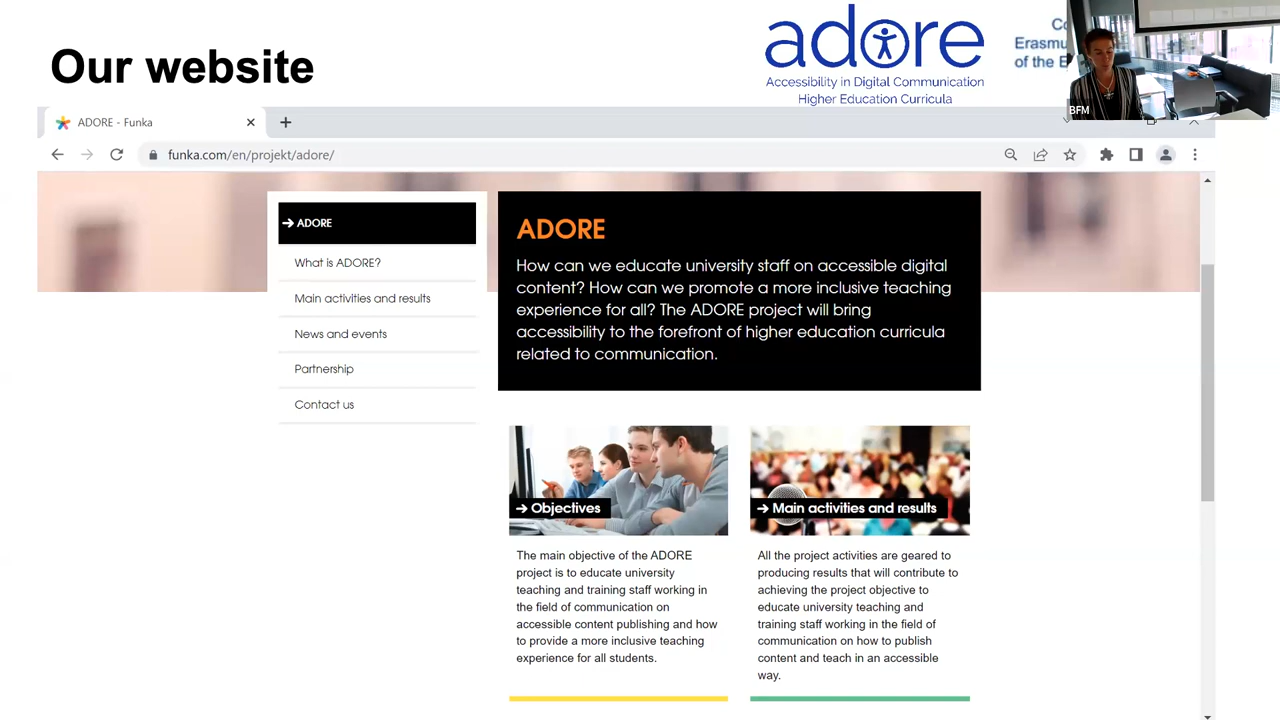 Our website
adore
Accessibility in Digital Communication
Higher Education Curricula
Erasmu
of the
BFM
ADORE - Funka
funka.com/en/projekt/adore/
ADORE
What is ADORE?
Main activities and results
News and events
Partnership
Contact us
ADORE
How can we educate university staff on accessible digital
content? How can we promote a more inclusive teaching
experience for all? The ADORE project will bring
accessibility to the forefront of higher education curricula
related to communication.
Objectives
The main objective of the ADORE
project is to educate university
teaching and training staff working in
the field of communication on
accessible content publishing and how
to provide a more inclusive teaching
experience for all students.
Main activities and results
All the project activities are geared to
producing results that will contribute to
achieving the project objective to
educate university teaching and
training staff working in the field of
communication on how to publish
content and teach in an accessible
way.